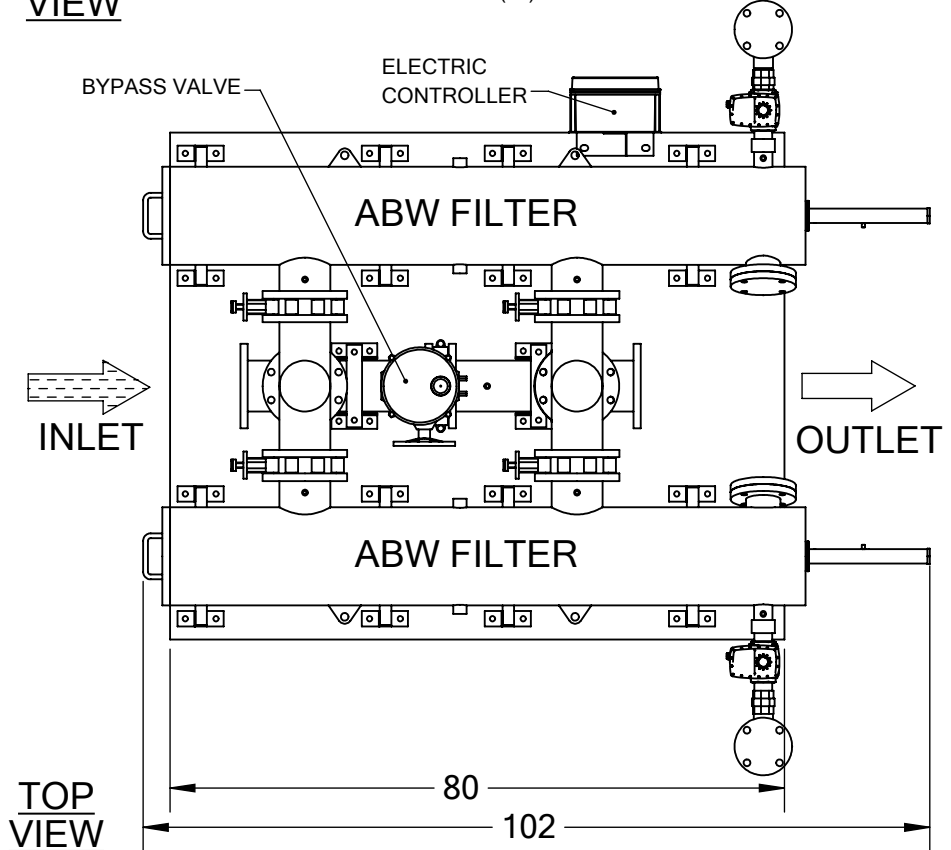 VIEW
BYPASS VALVE
ELECTRIC
CONTROLLER
ABW FILTER
INLET
OUTLET
ABW FILTER
80
TOP
VIEW
102